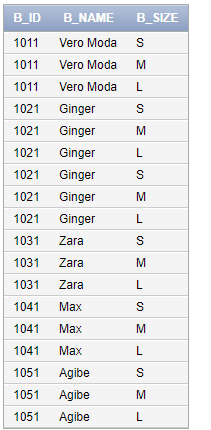 B_ID B_NAME B_SIZE
1011 Vero Moda S
1011 Vero Moda M
1011 Vero Moda L
1021 Ginger S
1021 Ginger M
1021 Ginger L
1021 Ginger S
1021 Ginger M
1021 Ginger L
1031 Zara S
1031 Zara M
1031 Zara L
1041 Max S
1041 Max M
1041 Max L
1051 Agibe S
1051 Agibe M
1051 Agibe L